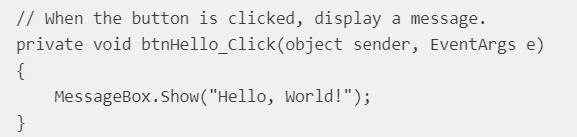 // When the button is clicked, display a message.
private void btnHello_Click(object sender, EventArgs e)
{
    MessageBox.Show("Hello, World!");
}